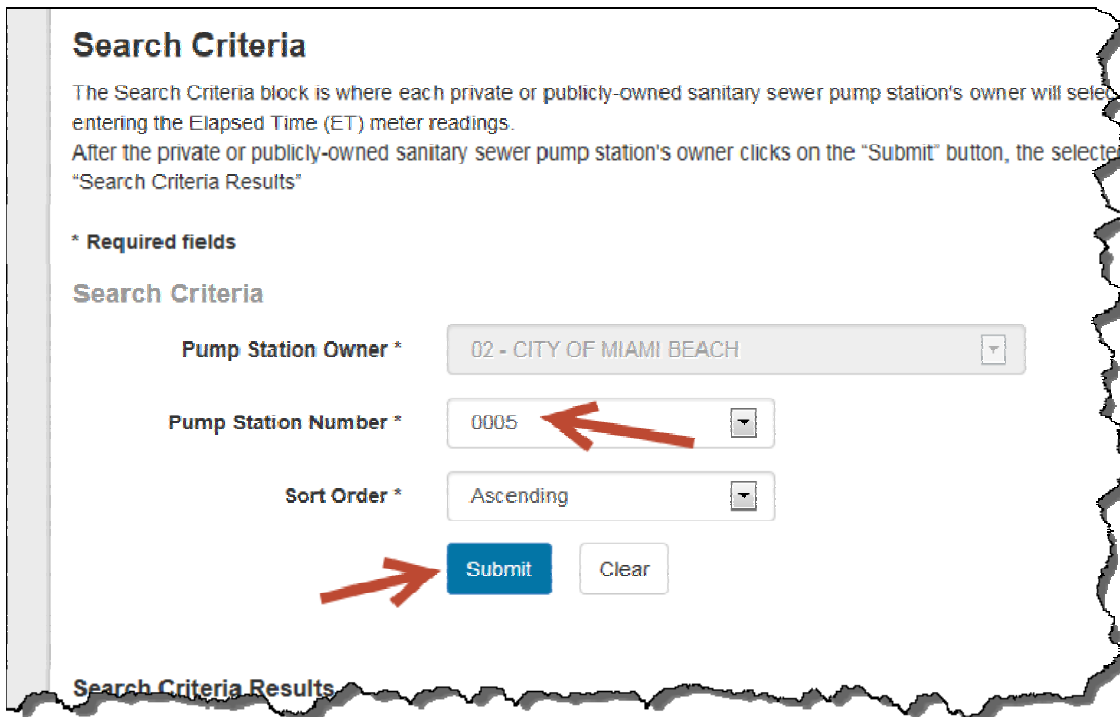 Search Criteria
The Search Criteria block is where each private or publicly-owned sanitary sewer pump station's owner will select
entering the Elapsed Time (ET) meter readings.
After the private or publicly-owned sanitary sewer pump station's owner clicks on the “Submit” button, the selecte
“Search Criteria Results”
* Required fields
Search Criteria
Pump Station Owner * 02 - CITY OF MIAMI BEACH
Pump Station Number * 0005
Sort Order * Ascending
Submit Clear
Search Criteria Results